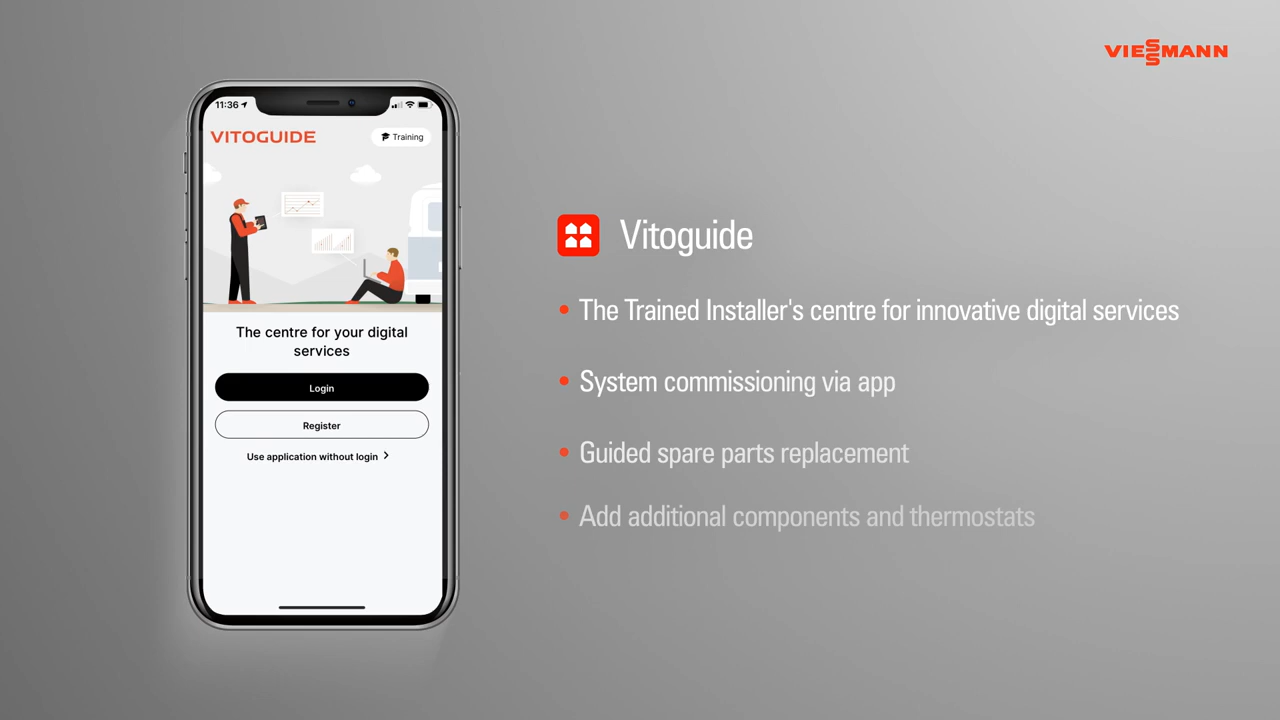 VIESSMANN
11:36
VITOGUIDE
Training
The centre for your digital
services
Login
Register
Use application without login
Vitoguide
• The Trained Installer's centre for innovative digital services
• System commissioning via app
• Guided spare parts replacement
• Add additional components and thermostats